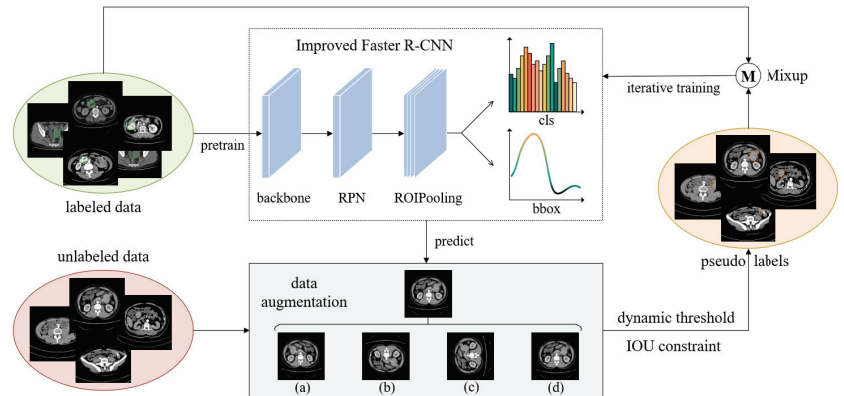 Improved Faster R-CNN
M
Mixup
iterative training
cls
pretrain
backbone
RPN
ROIPooling
bbox
labeled data
predict
unlabeled data
pseudo labels
data
augmentation
dynamic threshold
IOU constraint
(a)
(b)
(c)
(d)